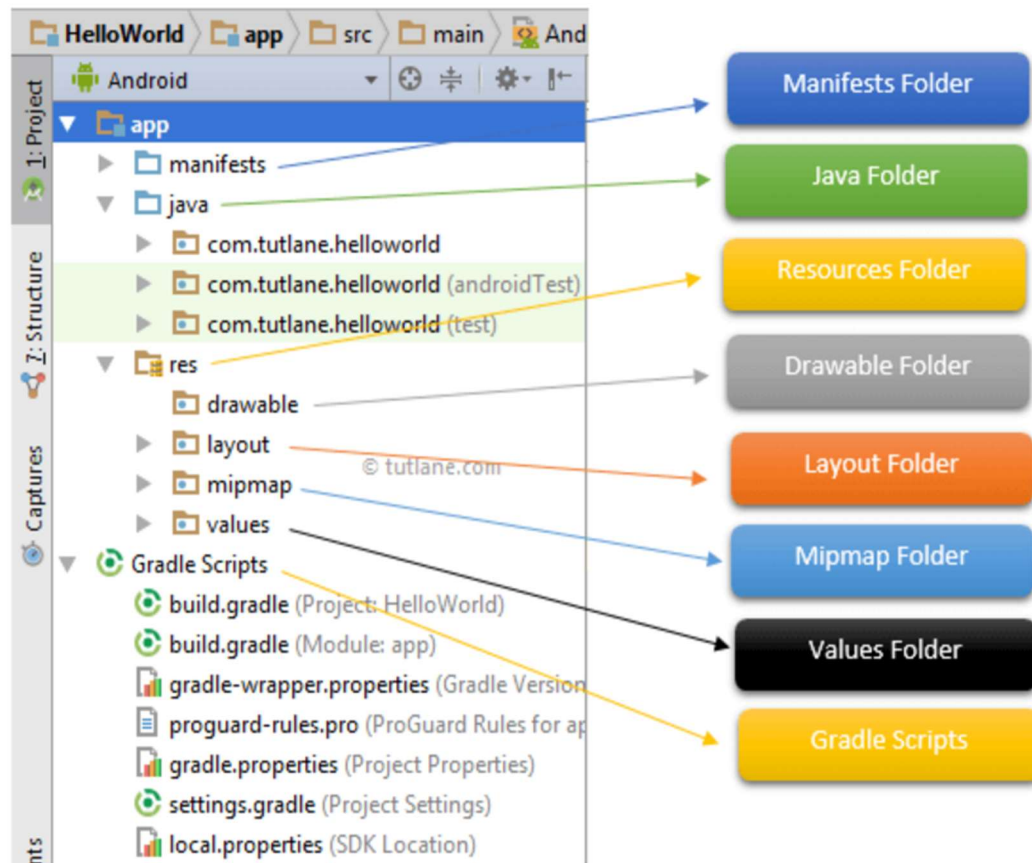 HelloWorld app src main And
Android
1: Project
7: Structure
Captures
nts
app
manifests
java
com.tutlane.helloworld
com.tutlane.helloworld (androidTest)
com.tutlane.helloworld (test)
res
drawable
layout
© tutlane.com
mipmap
values
Gradle Scripts
build.gradle (Project: HelloWorld)
build.gradle (Module: app)
gradle-wrapper.properties (Gradle Version
proguard-rules.pro (ProGuard Rules for ap
gradle.properties (Project Properties)
settings.gradle (Project Settings)
local.properties (SDK Location)
Manifests Folder
Java Folder
Resources Folder
Drawable Folder
Layout Folder
Mipmap Folder
Values Folder
Gradle Scripts